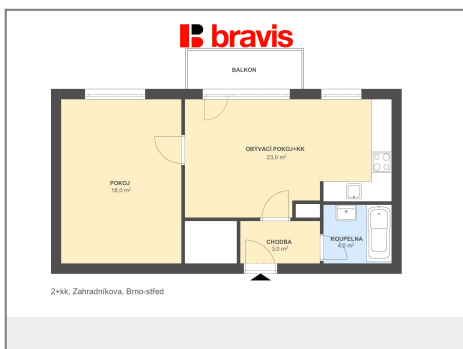 bravis
BALKON
OBÝVACÍ POKOJ+KK
23,0 m²
POKOJ
18,0 m²
CHODBA
3,0 m²
KOUPELNA
4,0 m²
2+kk, Zahradníkova, Brno-střed